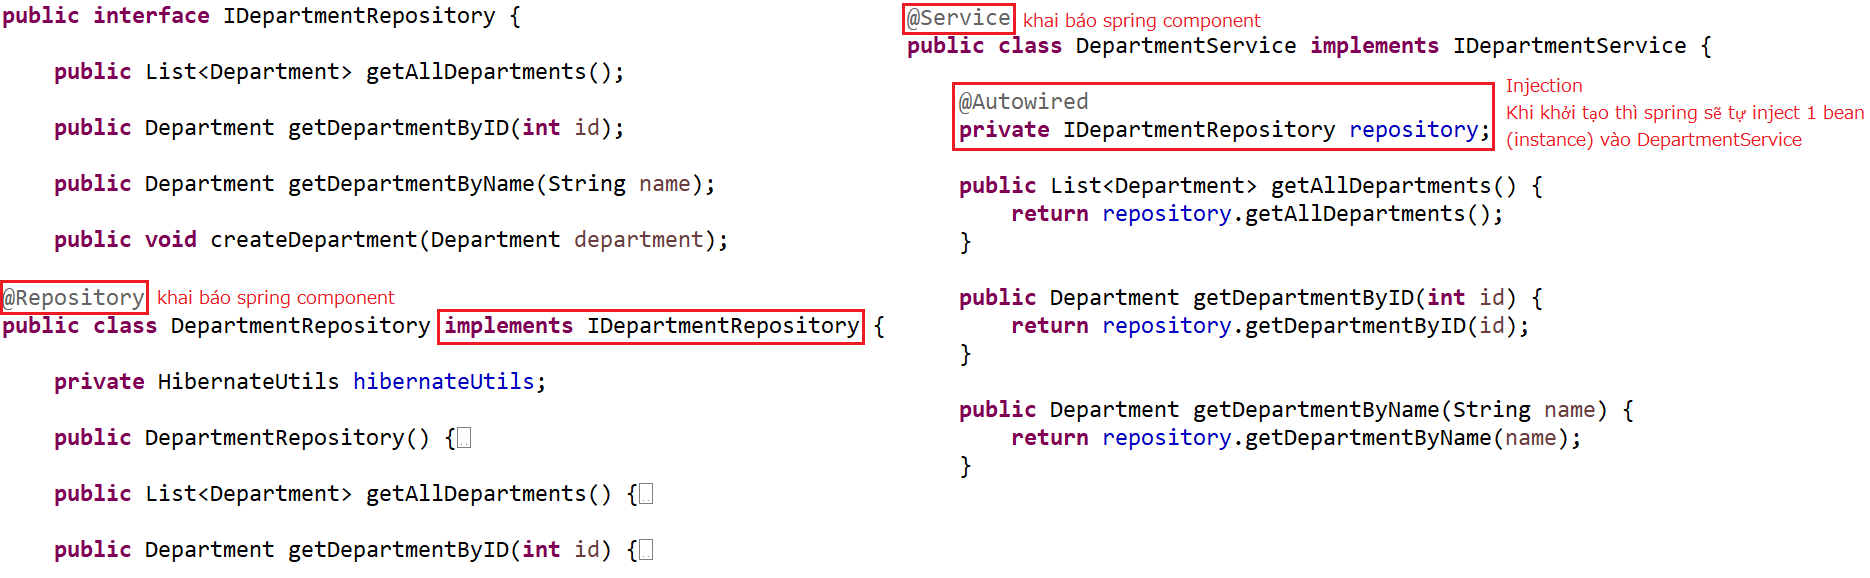 public interface IDepartmentRepository {
public List<Department> getAllDepartments();
public Department getDepartmentByID(int id);
public Department getDepartmentByName(String name);
public void createDepartment(Department department);
@Repository khai báo spring component
public class DepartmentRepository implements IDepartmentRepository {
private HibernateUtils hibernateUtils;
public DepartmentRepository() {
public List<Department> getAllDepartments() {
public Department getDepartmentByID(int id) {
@Service khai báo spring component
public class DepartmentService implements IDepartmentService {
@Autowired
private IDepartmentRepository repository;
Injection
Khi khởi tạo thì spring sẽ tự inject 1 bean
(instance) vào DepartmentService
public List<Department> getAllDepartments() {
return repository.getAllDepartments();
}
public Department getDepartmentByID(int id) {
return repository.getDepartmentByID(id);
}
public Department getDepartmentByName(String name) {
return repository.getDepartmentByName(name);
}